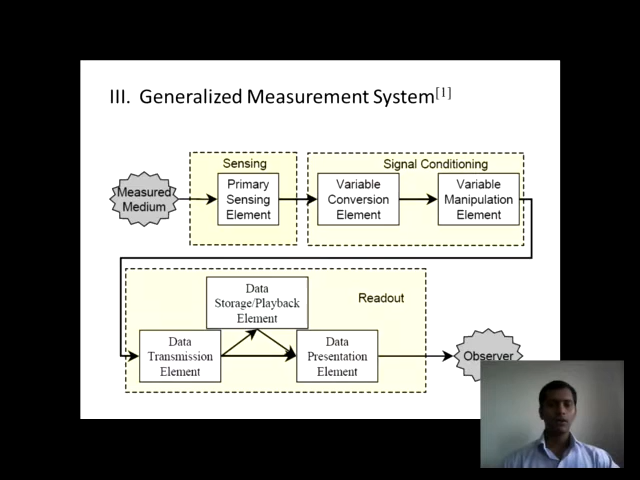 III. Generalized Measurement System[1]
Sensing
Signal Conditioning
Measured
Medium
Primary
Sensing
Element
Variable
Conversion
Element
Variable
Manipulation
Element
Data
Storage/Playback
Element
Readout
Data
Transmission
Element
Data
Presentation
Element
Observer